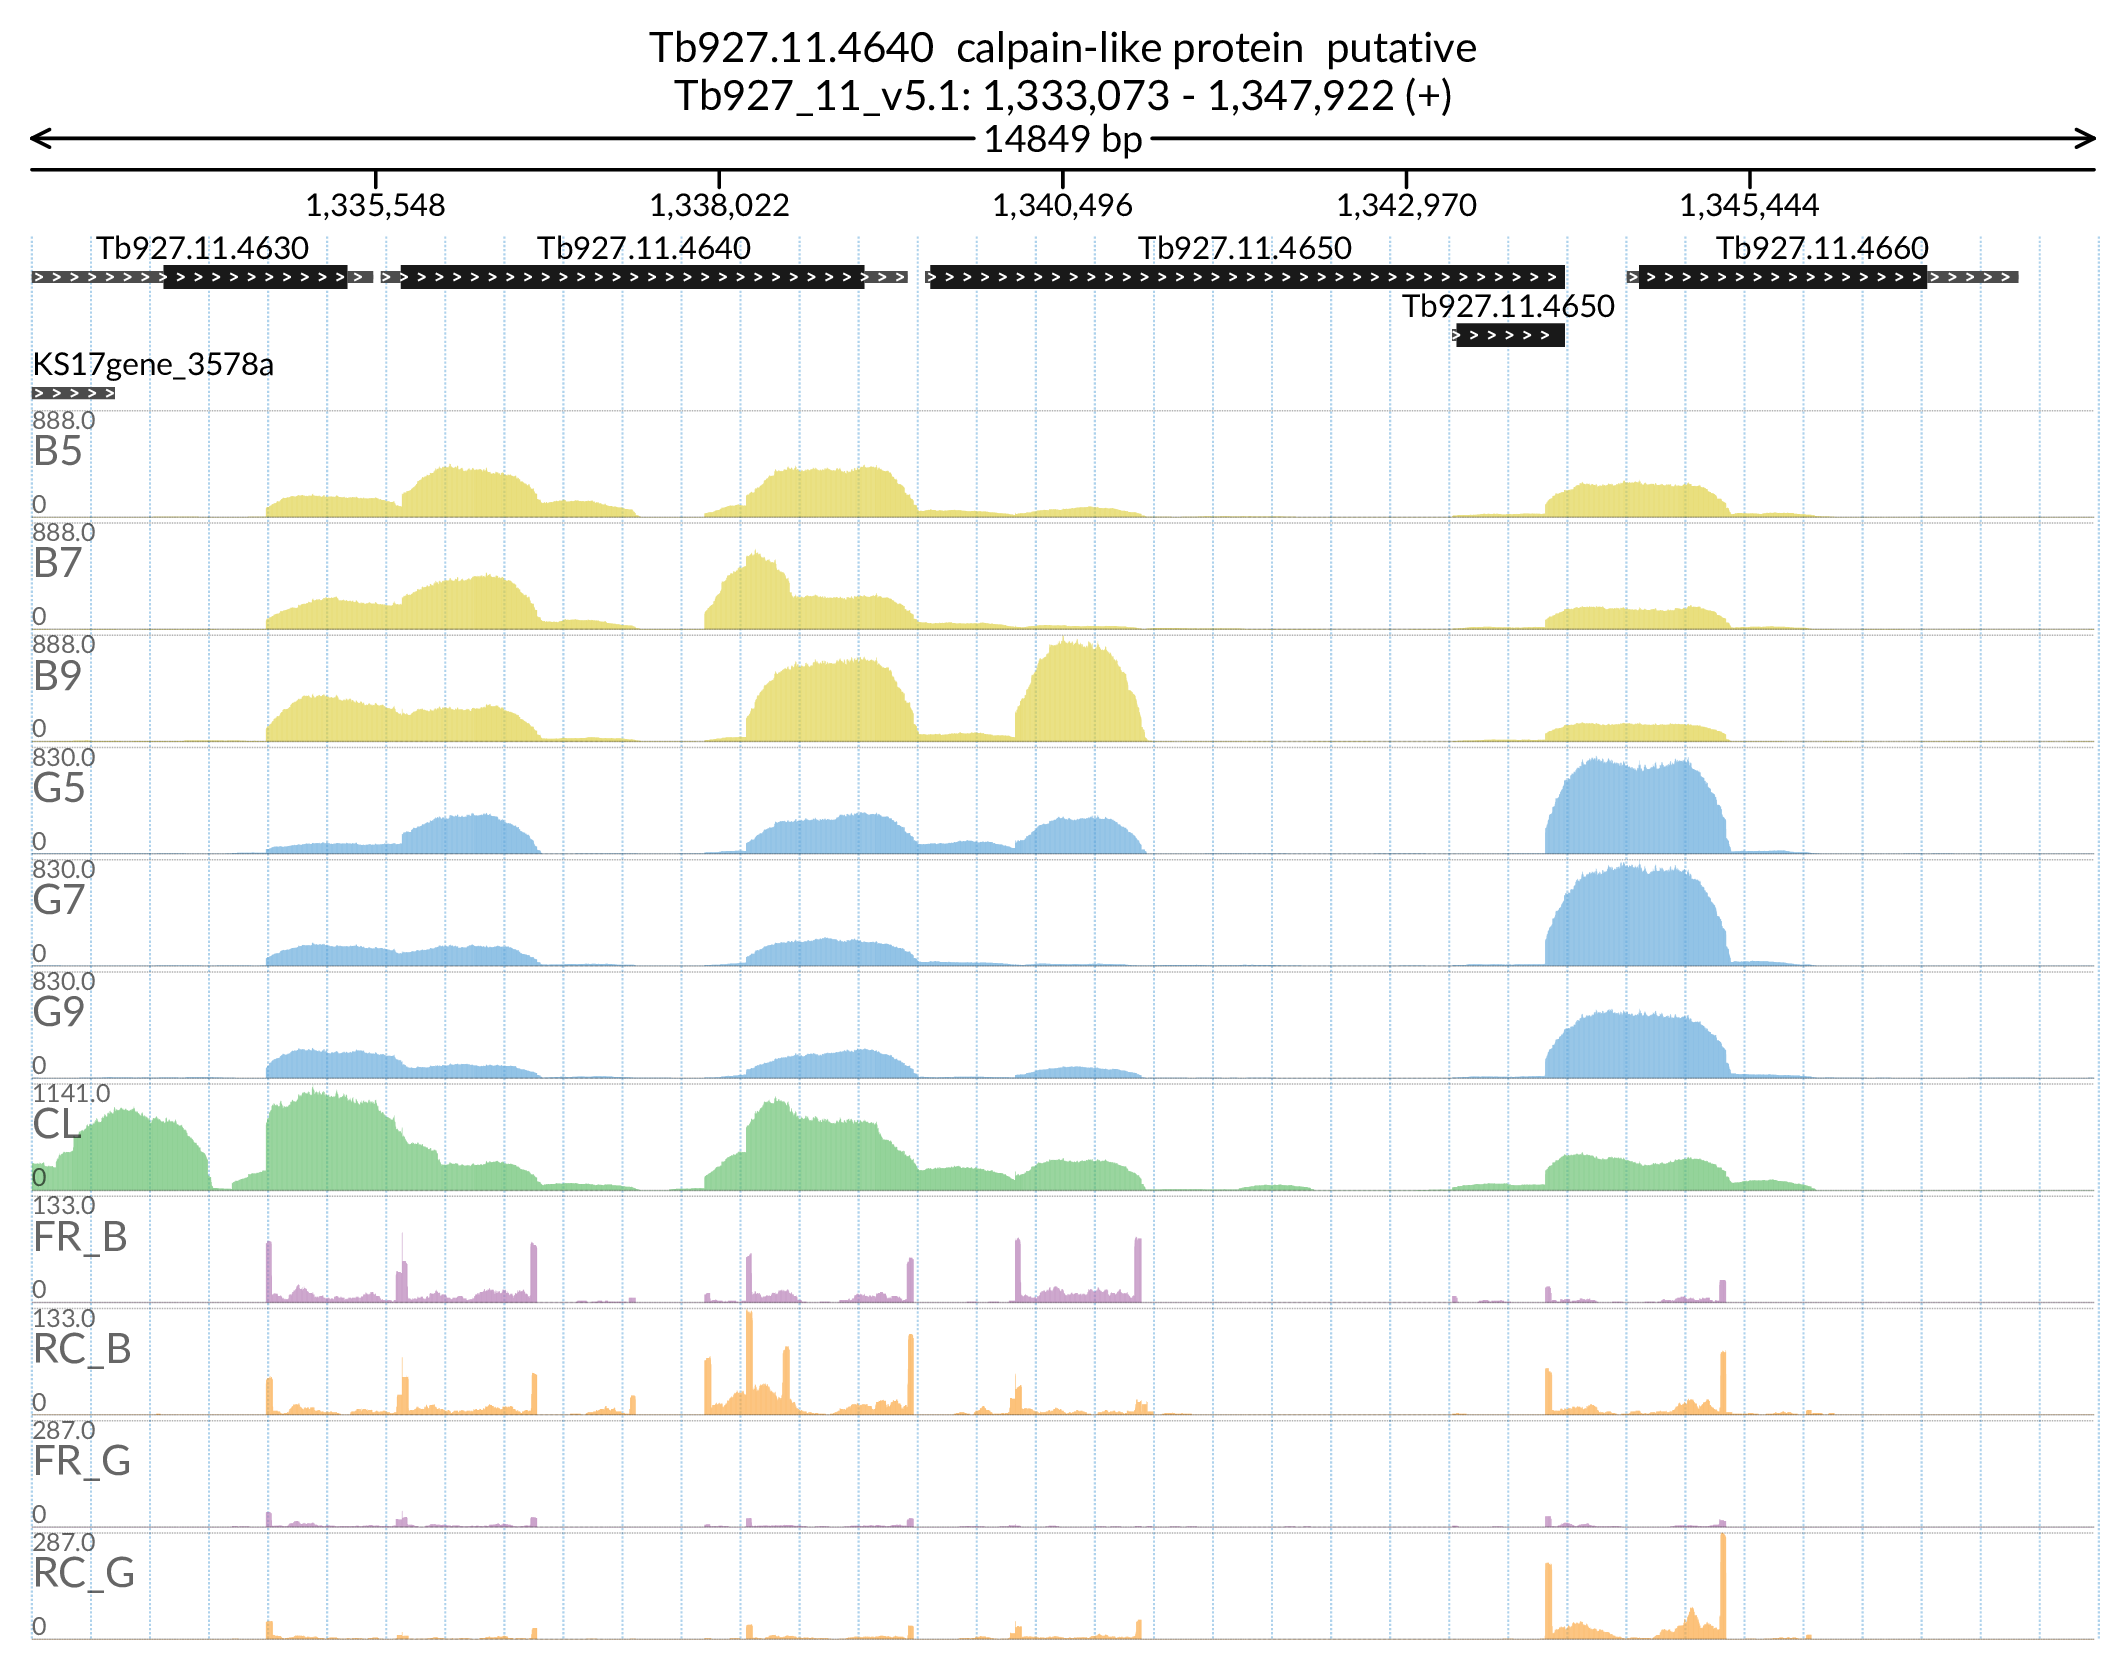 Tb927.11.4640 calpain-like protein putative
Tb927_11_v5.1: 1,333,073 - 1,347,922 (+)
14849 bp
1,335,548 1,338,022 1,340,496 1,342,970 1,345,444
Tb927.11.4630 Tb927.11.4640 Tb927.11.4650 Tb927.11.4660
Tb927.11.4650
KS17gene_3578a
888.0
B5
0
888.0
B7
0
888.0
B9
0
830.0
G5
0
830.0
G7
0
830.0
G9
0
1141.0
CL
0
133.0
FR_B
0
133.0
RC_B
0
287.0
FR_G
0
287.0
RC_G
0